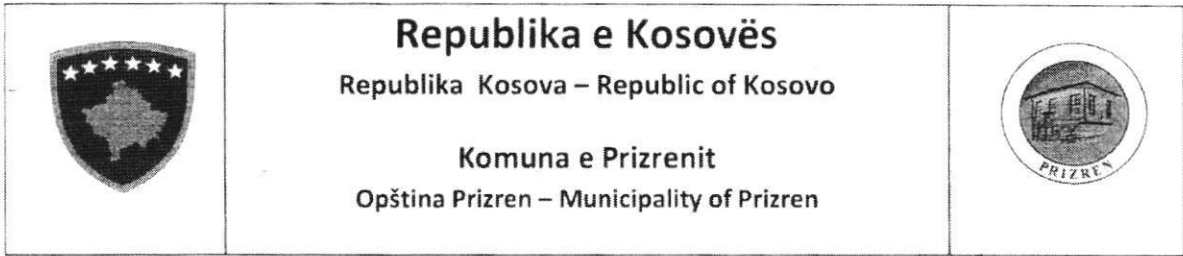 Republika e Kosovës
Republika Kosova – Republic of Kosovo
Komuna e Prizrenit
Opština Prizren – Municipality of Prizren
PRIZREN